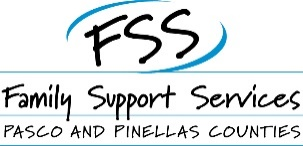 FSS
Family Support Services
PASCO AND PINELLAS COUNTIES